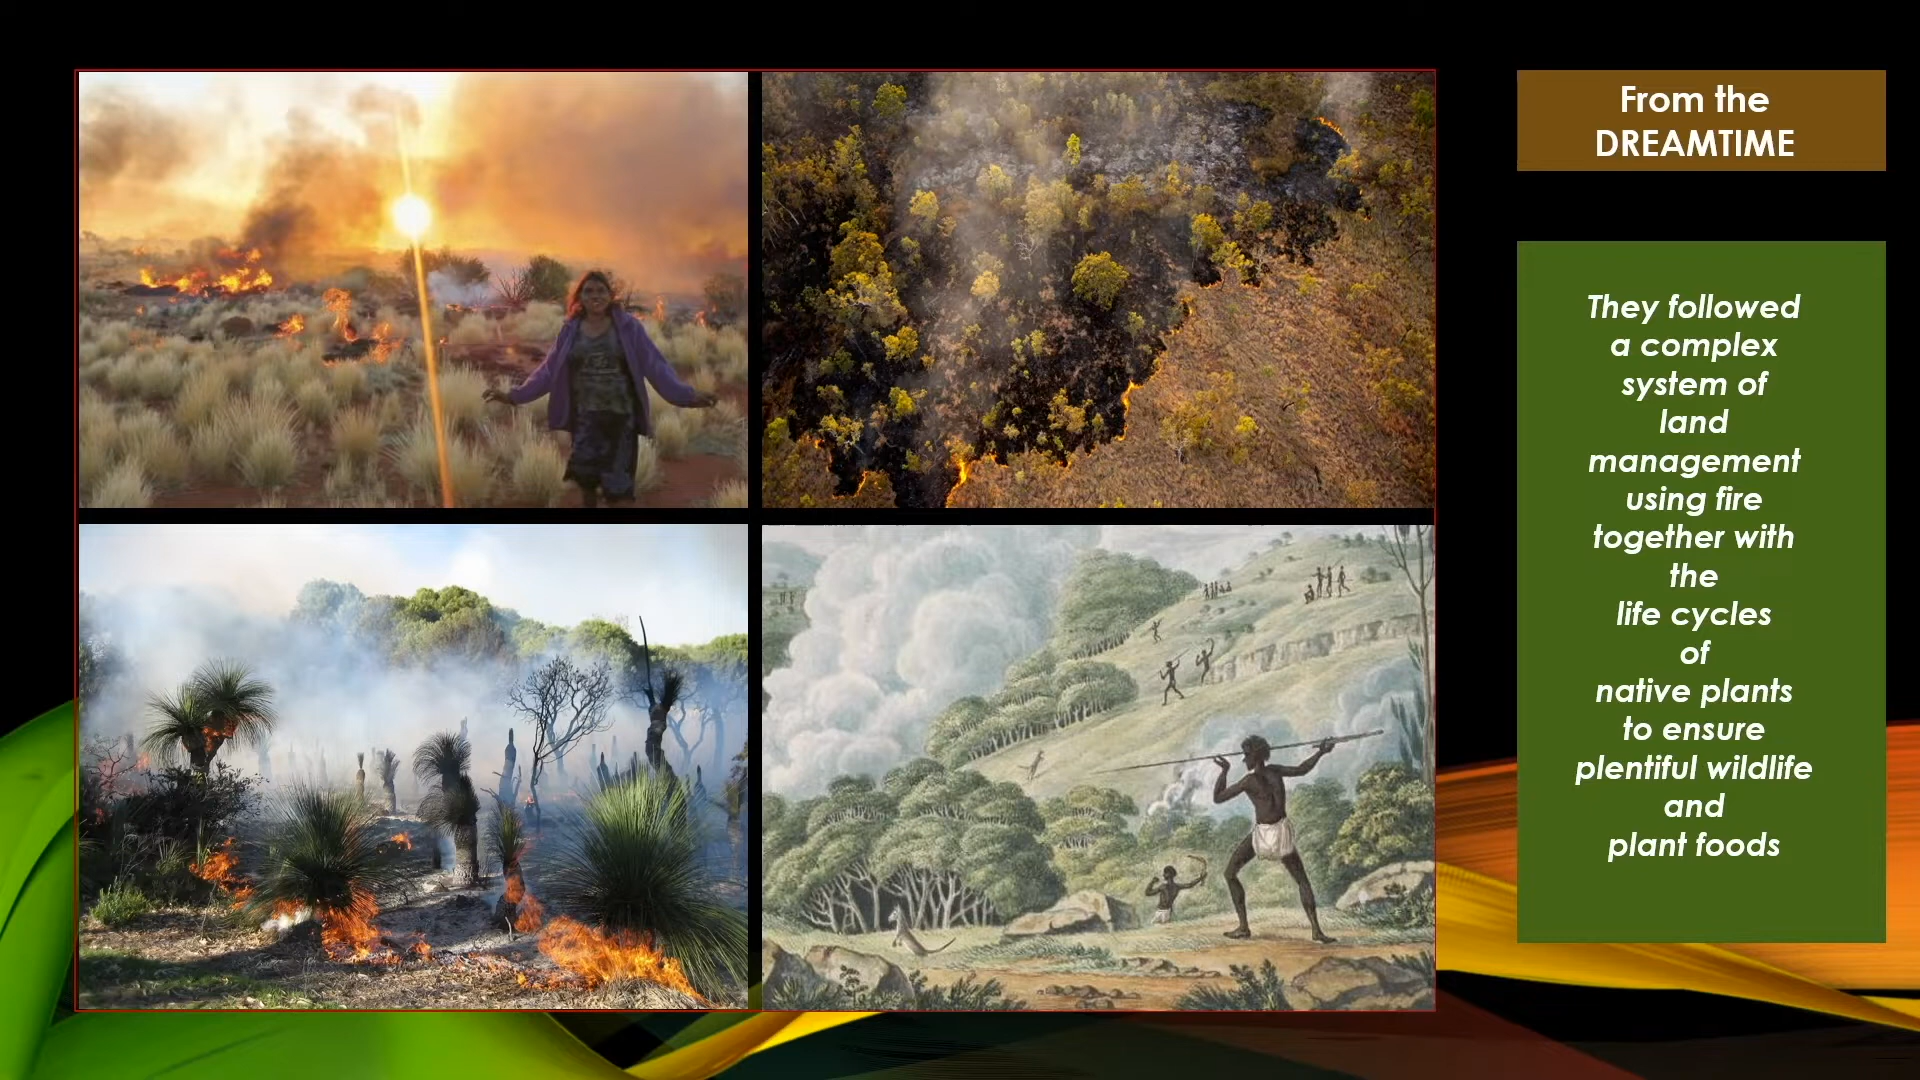 From the
DREAMTIME
They followed
a complex
system of
land
management
using fire
together with
the
life cycles
of
native plants
to ensure
plentiful wildlife
and
plant foods